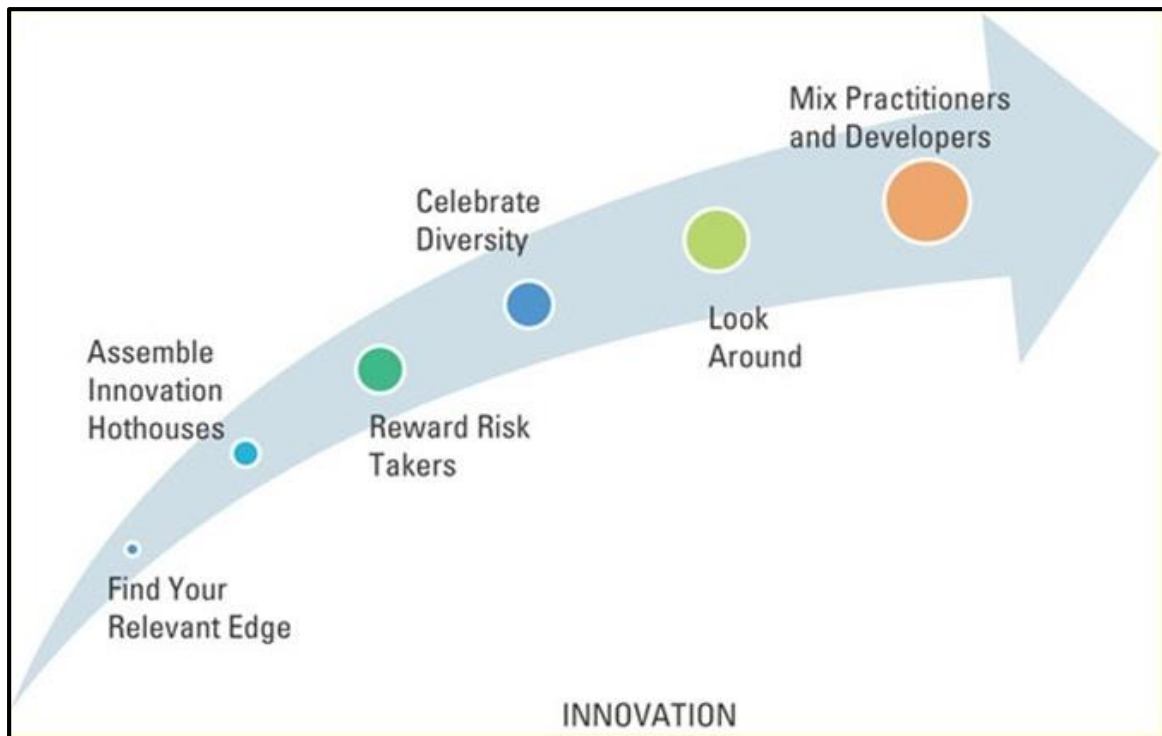 Mix Practitioners
and Developers
Celebrate
Diversity
Look
Around
Assemble
Innovation
Hothouses
Reward Risk
Takers
Find Your
Relevant Edge
INNOVATION